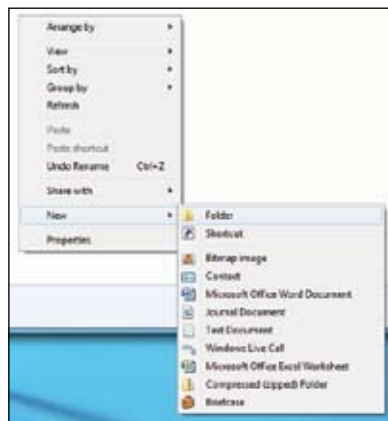 Arrange by
View
Sort by
Group by
Refresh
Paste
Paste shortcut
Undo Rename Ctrl+Z
Share with
New
Properties
Folder
Shortcut
Bitmap image
Contact
Microsoft Office Word Document
Journal Document
Text Document
Windows Live Call
Microsoft Office Excel Worksheet
Compressed (zipped) Folder
Briefcase